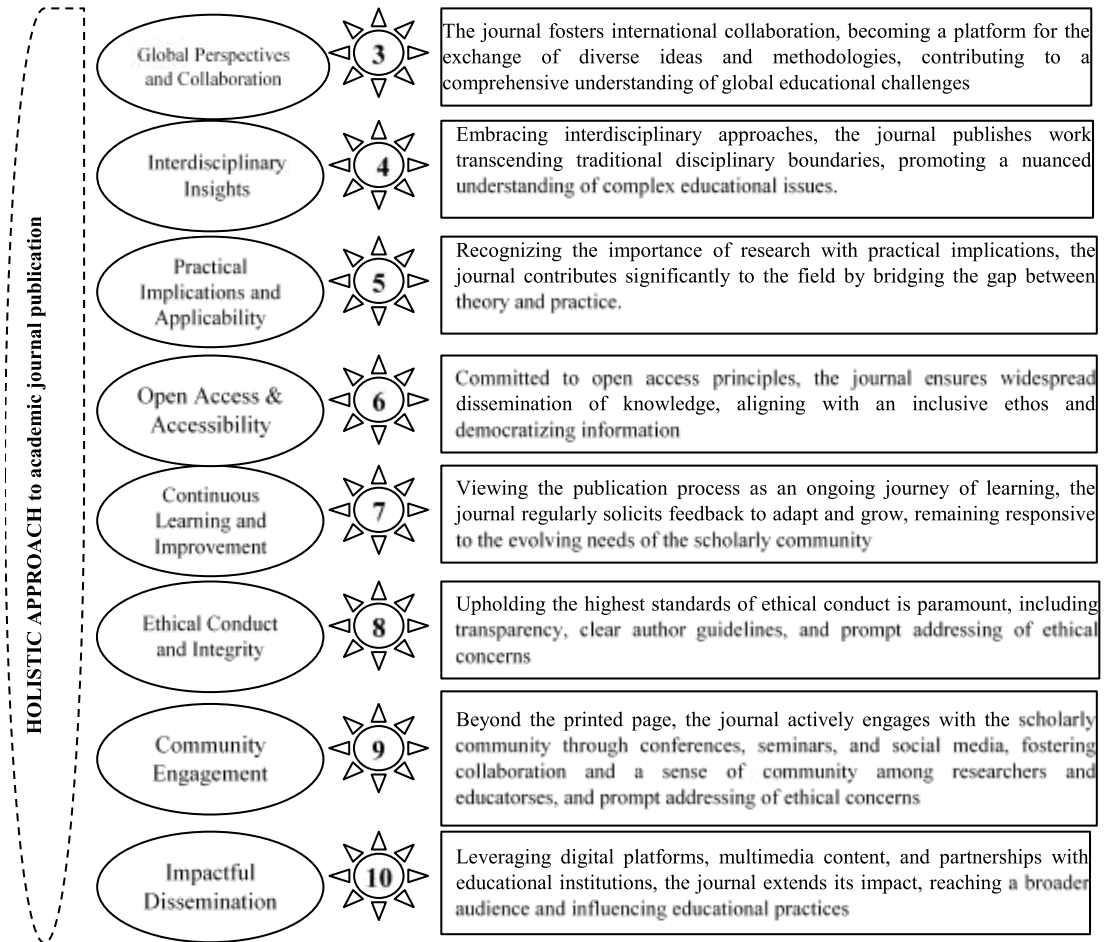 HOLISTIC APPROACH to academic journal publication
Global Perspectives
and Collaboration
3
The journal fosters international collaboration, becoming a platform for the
exchange of diverse ideas and methodologies, contributing to a
comprehensive understanding of global educational challenges
Interdisciplinary
Insights
4
Embracing interdisciplinary approaches, the journal publishes work
transcending traditional disciplinary boundaries, promoting a nuanced
understanding of complex educational issues.
Practical
Implications and
Applicability
5
Recognizing the importance of research with practical implications, the
journal contributes significantly to the field by bridging the gap between
theory and practice.
Open Access &
Accessibility
6
Committed to open access principles, the journal ensures widespread
dissemination of knowledge, aligning with an inclusive ethos and
democratizing information
Continuous
Learning and
Improvement
7
Viewing the publication process as an ongoing journey of learning, the
journal regularly solicits feedback to adapt and grow, remaining responsive
to the evolving needs of the scholarly community
Ethical Conduct
and Integrity
8
Upholding the highest standards of ethical conduct is paramount, including
transparency, clear author guidelines, and prompt addressing of ethical
concerns
Community
Engagement
9
Beyond the printed page, the journal actively engages with the scholarly
community through conferences, seminars, and social media, fostering
collaboration and a sense of community among researchers and
educatorses, and prompt addressing of ethical concerns
Impactful
Dissemination
10
Leveraging digital platforms, multimedia content, and partnerships with
educational institutions, the journal extends its impact, reaching a broader
audience and influencing educational practices